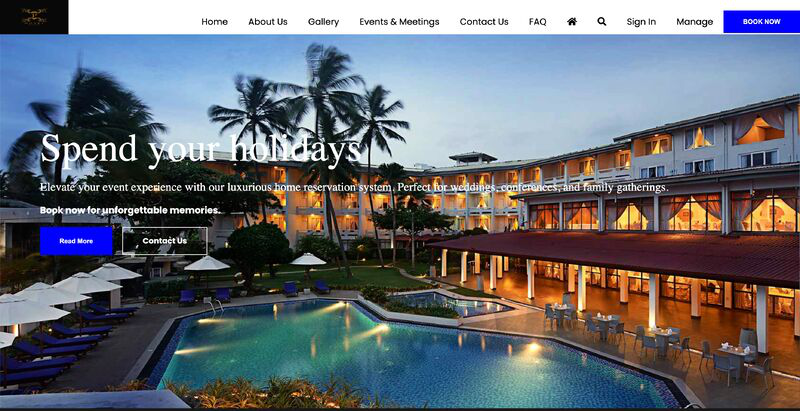 Home About Us Gallery Events & Meetings Contact Us FAQ Sign In Manage BOOK NOW
Spend your holidays
Elevate your event experience with our luxurious home reservation system. Perfect for weddings, conferences, and family gatherings.
Book now for unforgettable memories.
Read More Contact Us